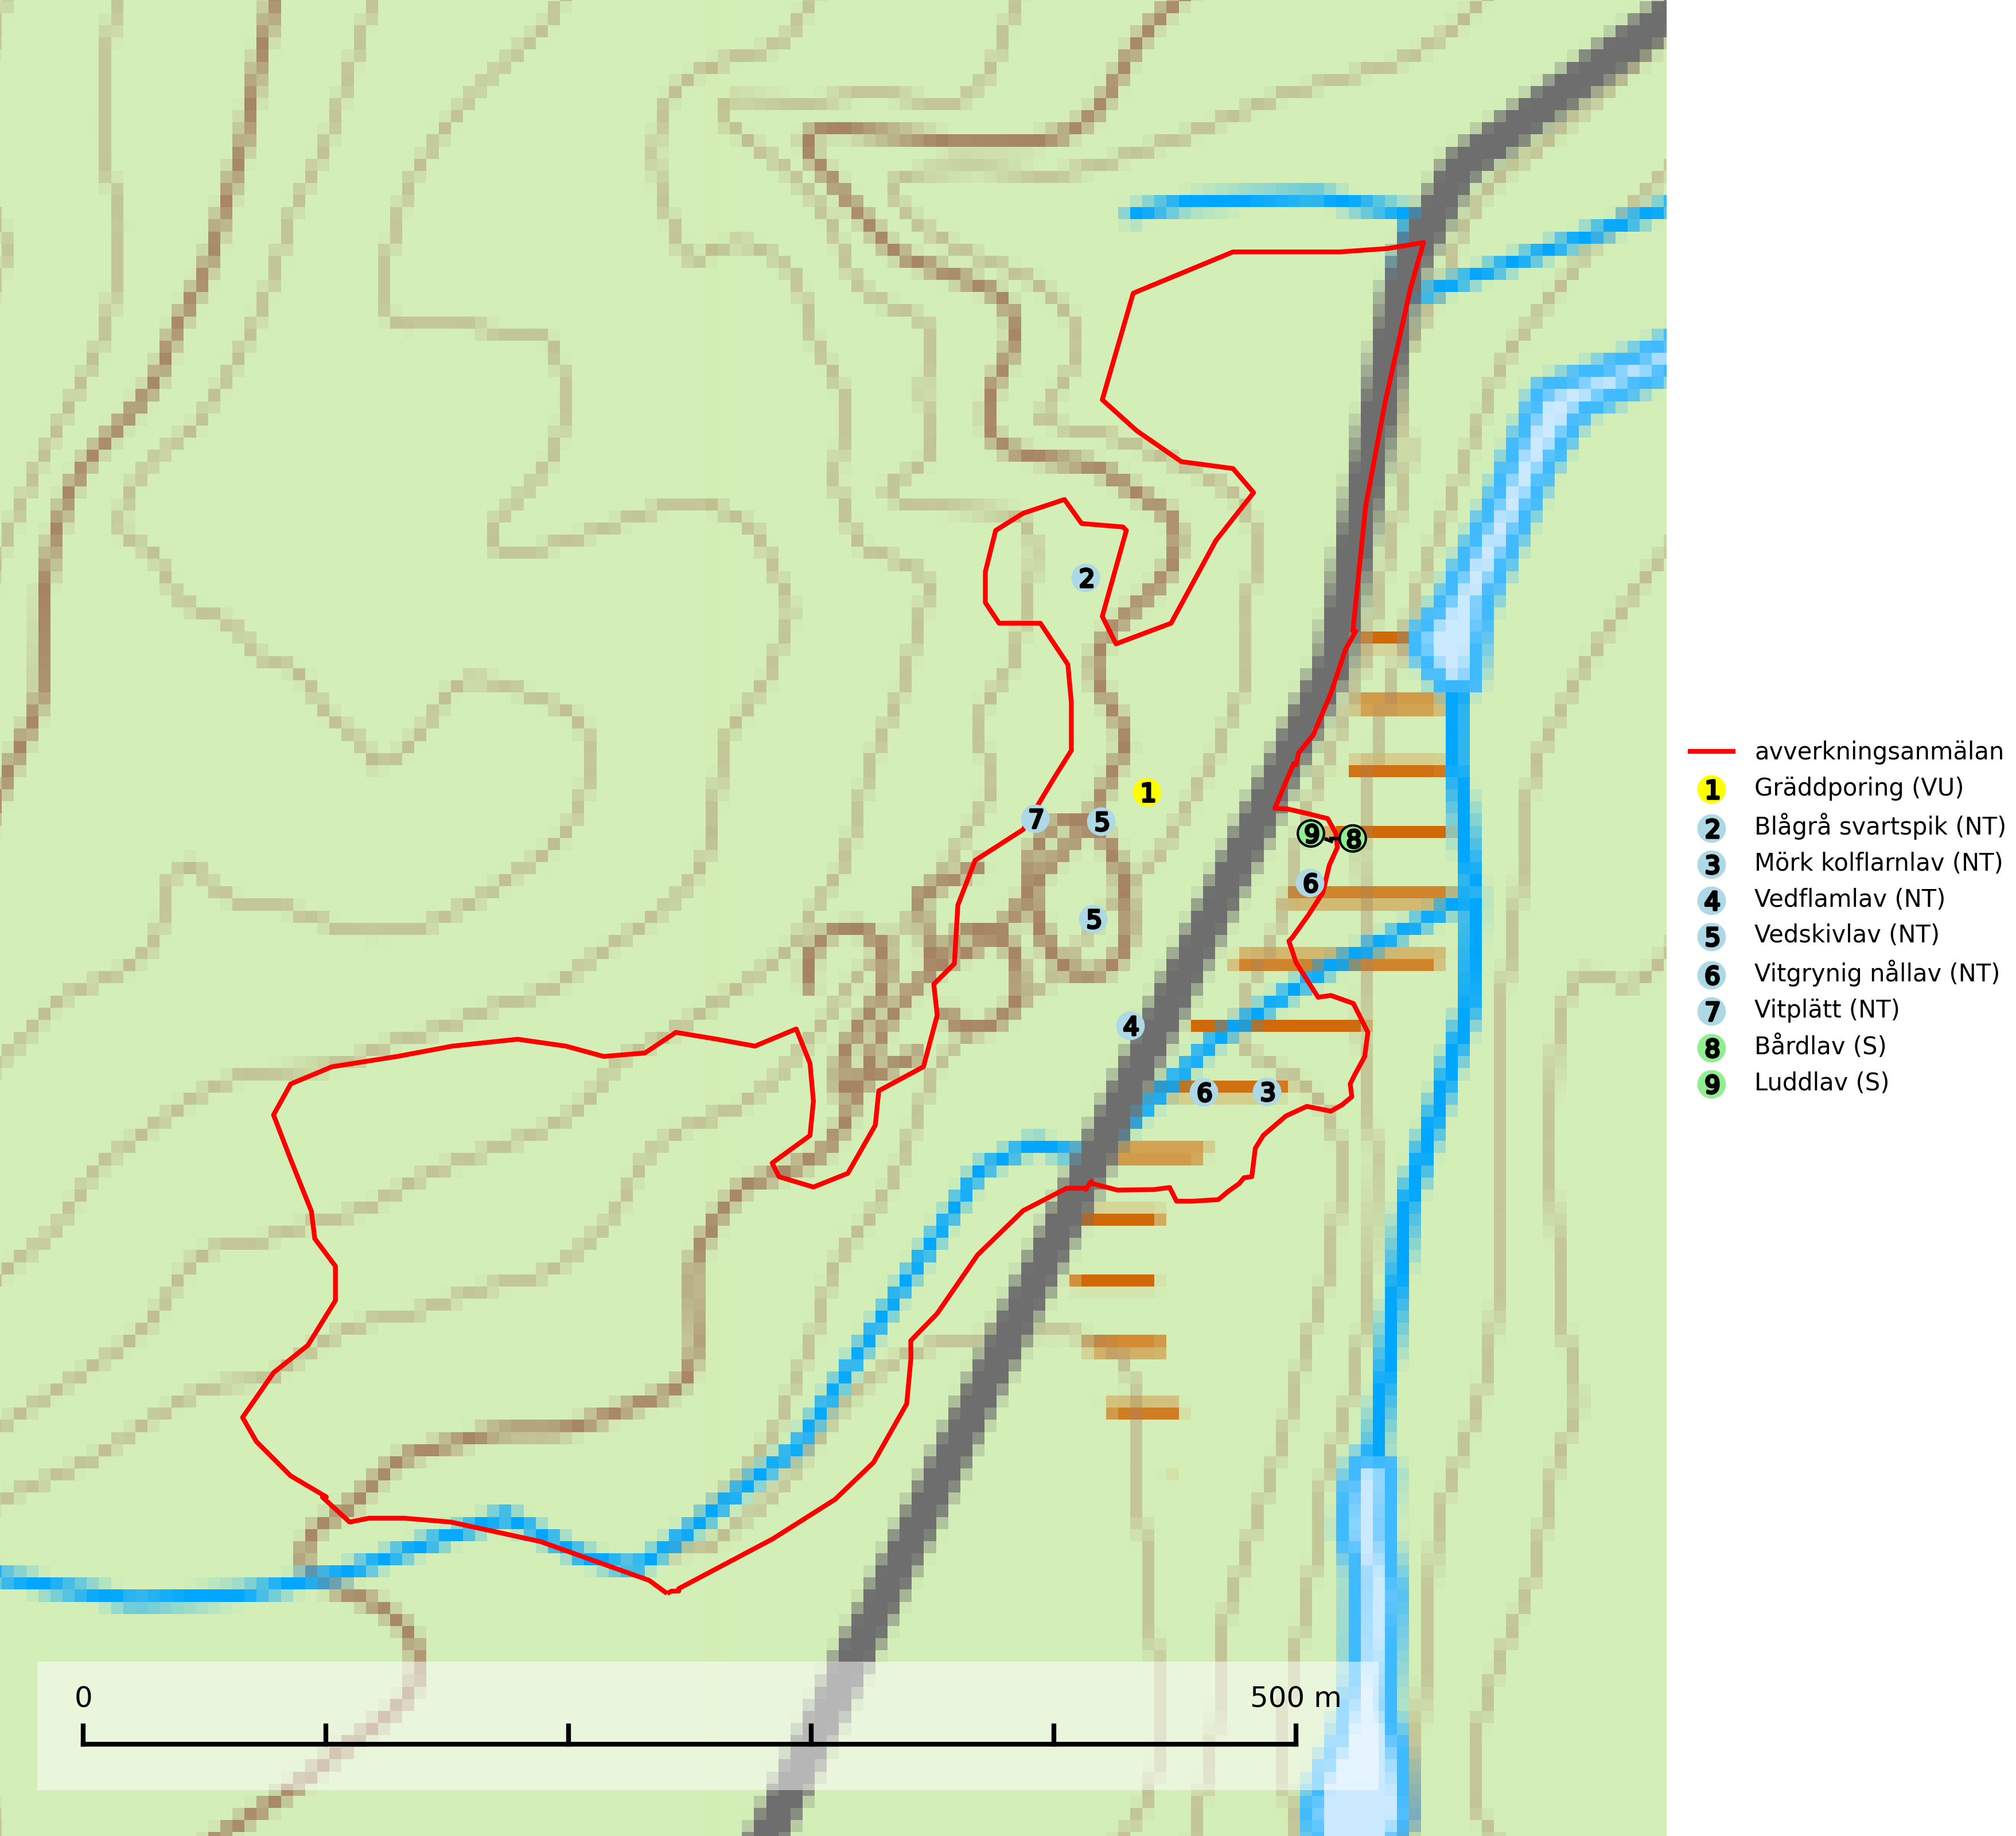 2
1
7
5
9
8
6
5
4
6
3
0
500 m
avverkningsanmälan
1 Gräddporing (VU)
2 Blågrå svartspik (NT)
3 Mörk kolflarnlav (NT)
4 Vedflamlav (NT)
5 Vedskivlav (NT)
6 Vitgrynig nållav (NT)
7 Vitplätt (NT)
8 Bårdlav (S)
9 Luddlav (S)